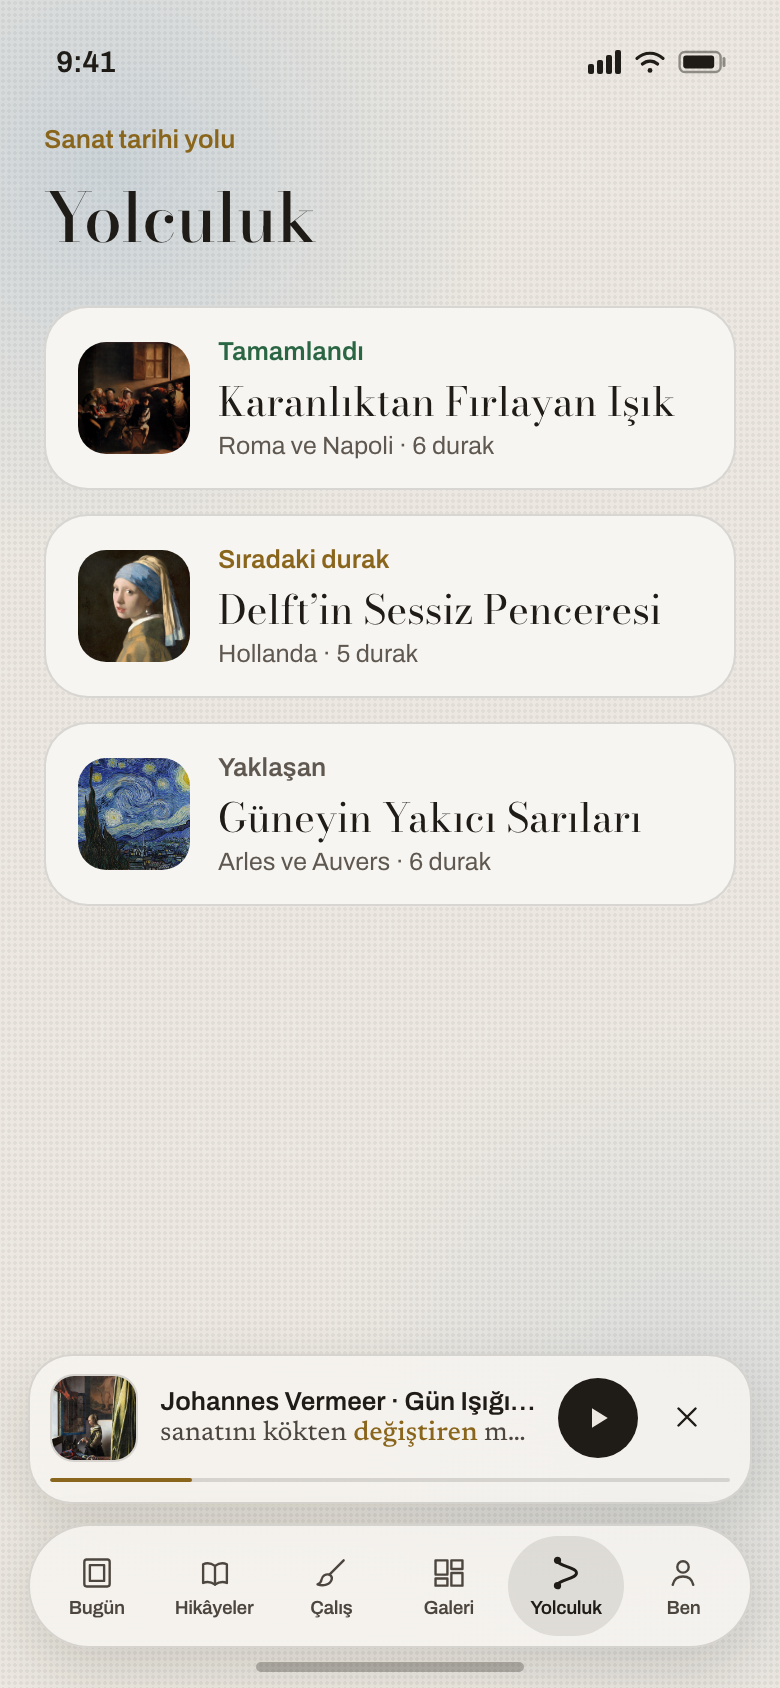 9:41
Sanat tarihi yolu
Yolculuk
Tamamlandı
Karanlıktan Fırlayan Işık
Roma ve Napoli · 6 durak
Sıradaki durak
Delft’in Sessiz Penceresi
Hollanda · 5 durak
Yaklaşan
Güneyin Yakıcı Sarıları
Arles ve Auvers · 6 durak
Johannes Vermeer · Gün Işığı...
sanatını kökten değiştiren m...
Bugün
Hikâyeler
Çalış
Galeri
Yolculuk
Ben